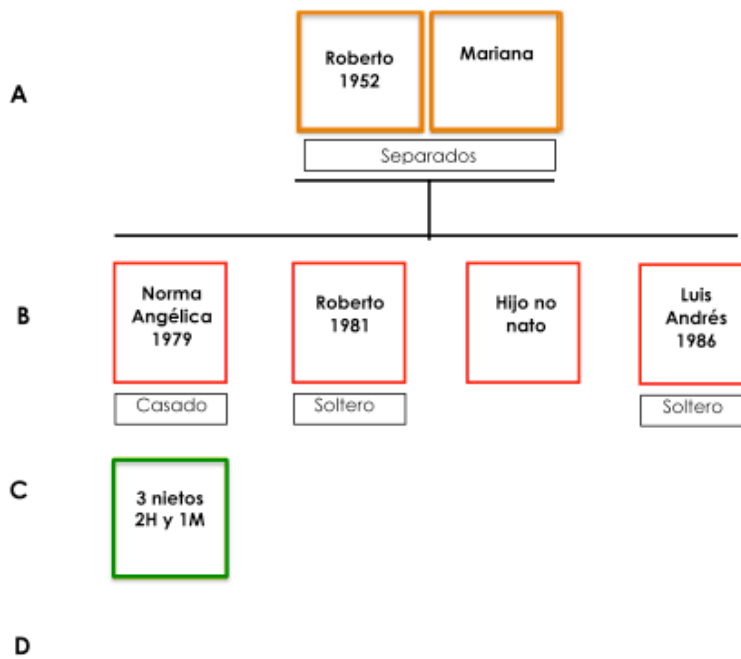 A
Roberto
1952
Mariana
Separados
B
Norma
Angélica
1979
Roberto
1981
Hijo no
nato
Luis
Andrés
1986
Casado
Soltero
Soltero
C
3 nietos
2H y 1M
D